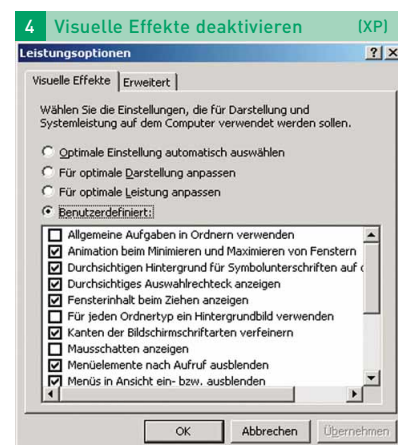 4 Visuelle Effekte deaktivieren (XP)
Leistungsoptionen
Visuelle Effekte Erweitert
Wählen Sie die Einstellungen, die für Darstellung und
Systemleistung auf dem Computer verwendet werden sollen.
Optimale Einstellung automatisch auswählen
Für optimale Darstellung anpassen
Für optimale Leistung anpassen
Benutzerdefiniert:
Allgemeine Aufgaben in Ordnern verwenden
Animation beim Minimieren und Maximieren von Fenstern
Durchsichtigen Hintergrund für Symbolunterschriften auf d
Durchsichtiges Auswahlrechteck anzeigen
Fensterinhalt beim Ziehen anzeigen
Für jeden Ordnertyp ein Hintergrundbild verwenden
Kanten der Bildschirmschriftarten verfeinern
Mausschatten anzeigen
Menüelemente nach Aufruf ausblenden
Menüs in Ansicht ein- bzw. ausblenden
OK Abbrechen Übernehmen